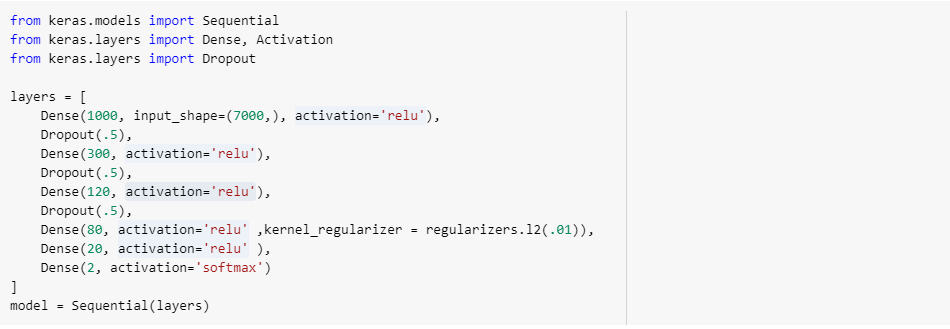 from keras.models import Sequential
from keras.layers import Dense, Activation
from keras.layers import Dropout
layers = [
    Dense(1000, input_shape=(7000,), activation='relu'),
    Dropout(.5),
    Dense(300, activation='relu'),
    Dropout(.5),
    Dense(120, activation='relu'),
    Dropout(.5),
    Dense(80, activation='relu' ,kernel_regularizer = regularizers.l2(.01)),
    Dense(20, activation='relu' ),
    Dense(2, activation='softmax')
]
model = Sequential(layers)